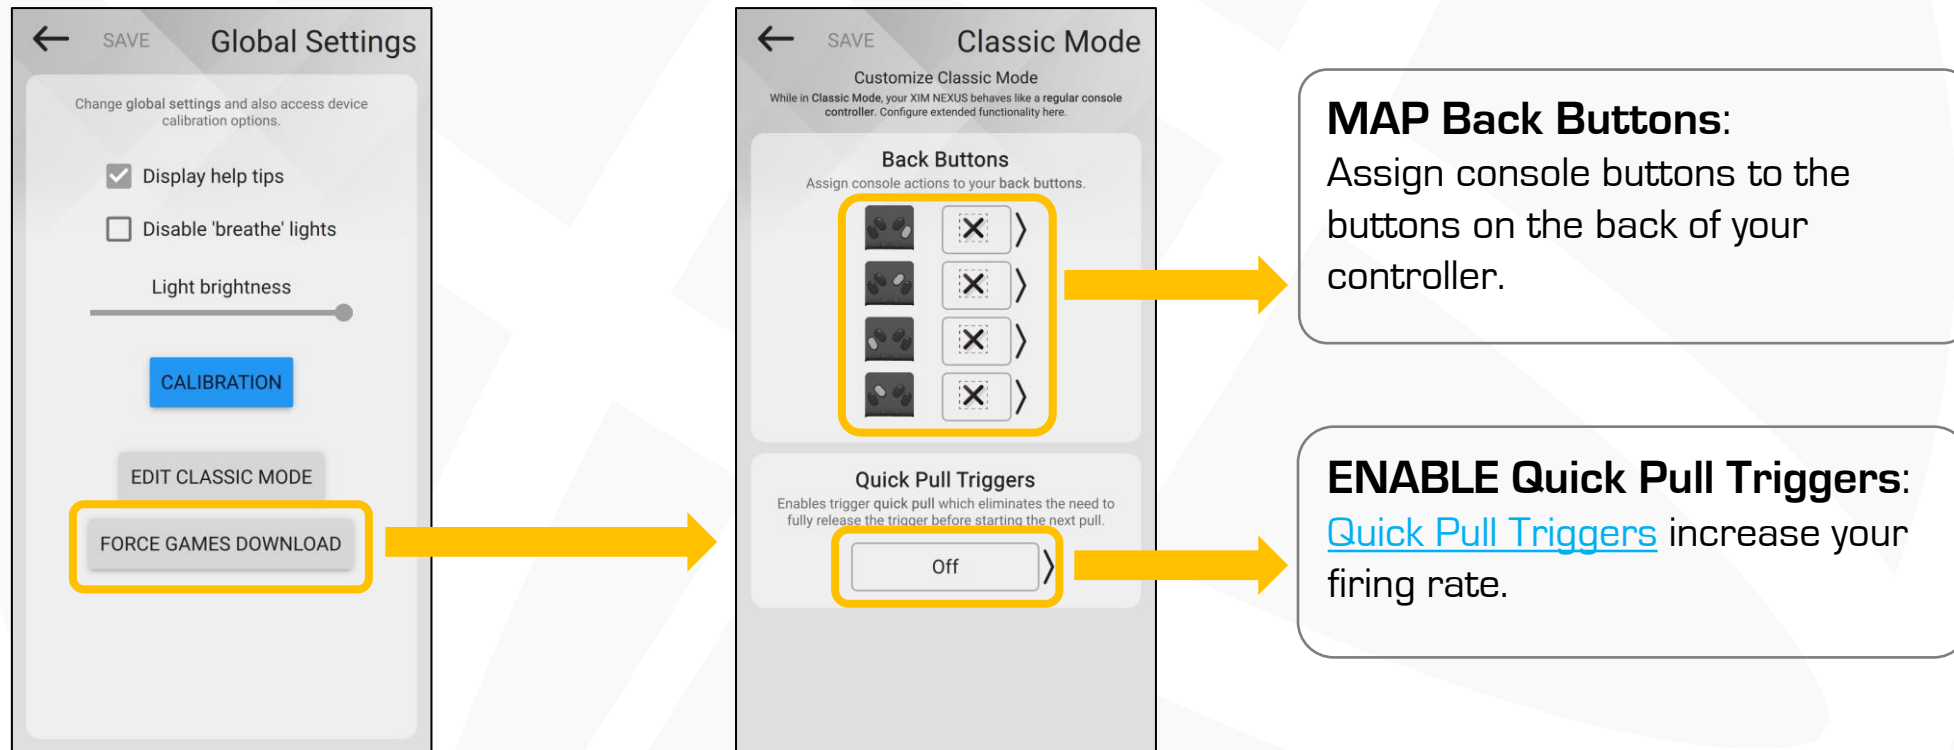 SAVE
Global Settings
Change global settings and also access device
calibration options.
Display help tips
Disable 'breathe' lights
Light brightness
CALIBRATION
EDIT CLASSIC MODE
FORCE GAMES DOWNLOAD
SAVE
Classic Mode
Customize Classic Mode
While in Classic Mode, your XIM NEXUS behaves like a regular console
controller. Configure extended functionality here.
Back Buttons
Assign console actions to your back buttons.
Quick Pull Triggers
Enables trigger quick pull which eliminates the need to
fully release the trigger before starting the next pull.
Off
MAP Back Buttons:
Assign console buttons to the
buttons on the back of your
controller.
ENABLE Quick Pull Triggers:
Quick Pull Triggers increase your
firing rate.